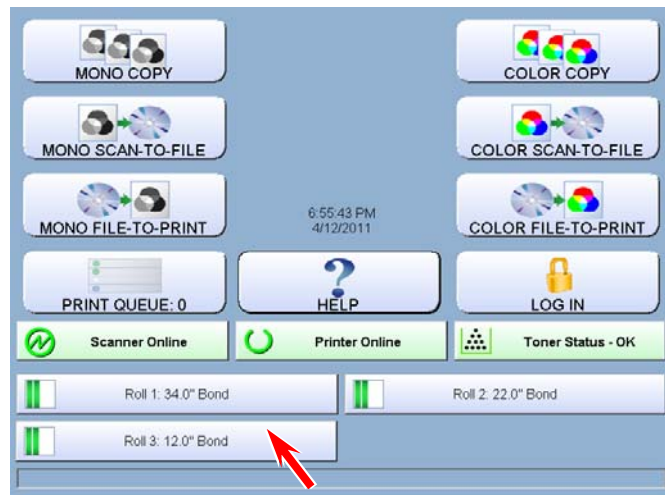 MONO COPY
COLOR COPY
MONO SCAN-TO-FILE
COLOR SCAN-TO-FILE
MONO FILE-TO-PRINT
6:55:43 PM
4/12/2011
COLOR FILE-TO-PRINT
PRINT QUEUE: 0
HELP
LOG IN
Scanner Online
Printer Online
Toner Status - OK
Roll 1: 34.0" Bond
Roll 2: 22.0" Bond
Roll 3: 12.0" Bond